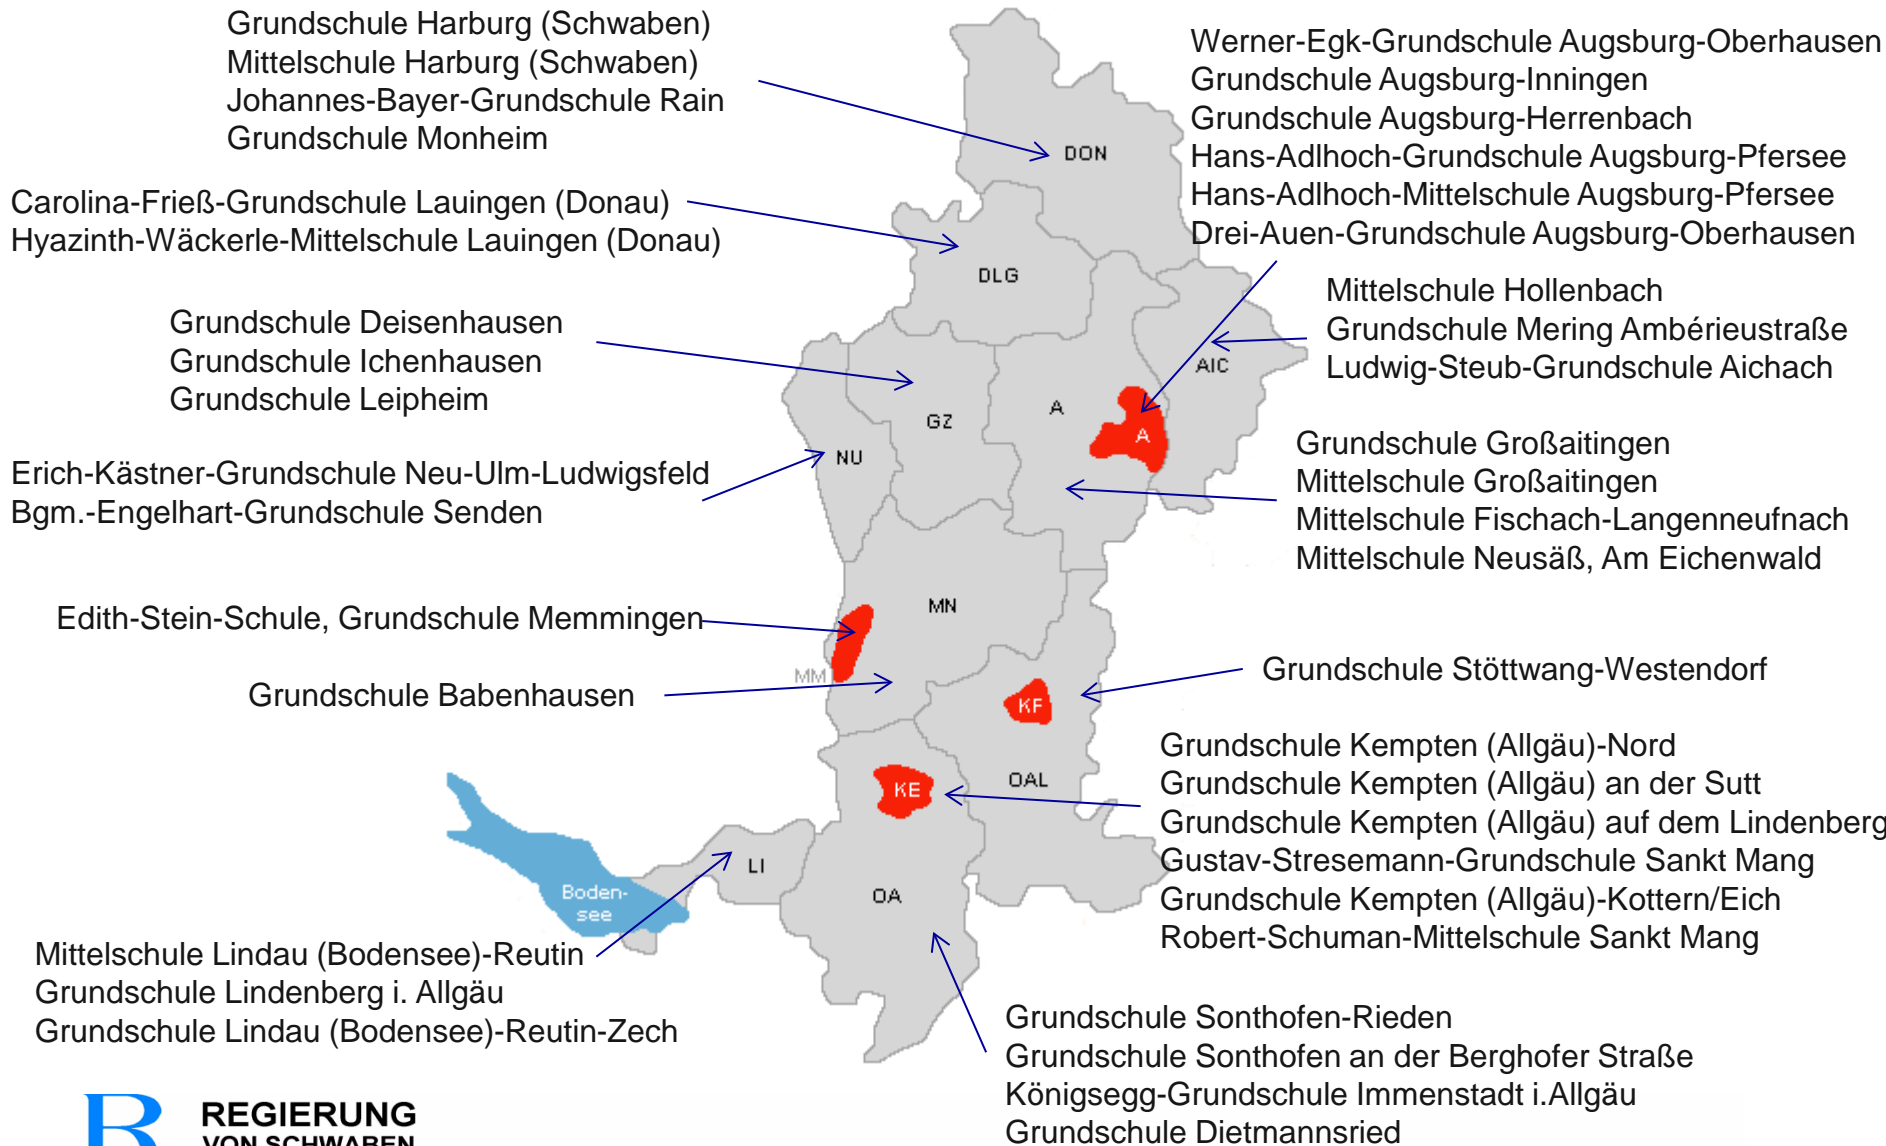 Grundschule Harburg (Schwaben)
Mittelschule Harburg (Schwaben)
Johannes-Bayer-Grundschule Rain
Grundschule Monheim
Werner-Egk-Grundschule Augsburg-Oberhausen
Grundschule Augsburg-Inningen
Grundschule Augsburg-Herrenbach
Hans-Adlhoch-Grundschule Augsburg-Pfersee
Hans-Adlhoch-Mittelschule Augsburg-Pfersee
Drei-Auen-Grundschule Augsburg-Oberhausen
DON
Carolina-Frieß-Grundschule Lauingen (Donau)
Hyazinth-Wäckerle-Mittelschule Lauingen (Donau)
DLG
Mittelschule Hollenbach
Grundschule Mering Ambérieustraße
Ludwig-Steub-Grundschule Aichach
AIC
Grundschule Deisenhausen
Grundschule Ichenhausen
Grundschule Leipheim
GZ
A
A
Erich-Kästner-Grundschule Neu-Ulm-Ludwigsfeld
Bgm.-Engelhart-Grundschule Senden
NU
Grundschule Großaitingen
Mittelschule Großaitingen
Mittelschule Fischach-Langenneufnach
Mittelschule Neusäß, Am Eichenwald
Edith-Stein-Schule, Grundschule Memmingen
MN
MM
Grundschule Babenhausen
Grundschule Stöttwang-Westendorf
KF
Grundschule Kempten (Allgäu)-Nord
Grundschule Kempten (Allgäu) an der Sutt
Grundschule Kempten (Allgäu) auf dem Lindenberg
Gustav-Stresemann-Grundschule Sankt Mang
Grundschule Kempten (Allgäu)-Kottern/Eich
Robert-Schuman-Mittelschule Sankt Mang
OAL
KE
LI
OA
Boden-
see
Mittelschule Lindau (Bodensee)-Reutin
Grundschule Lindenberg i. Allgäu
Grundschule Lindau (Bodensee)-Reutin-Zech
Grundschule Sonthofen-Rieden
Grundschule Sonthofen an der Berghofer Straße
Königsegg-Grundschule Immenstadt i.Allgäu
Grundschule Dietmannsried
R
REGIERUNG
VON SCHWABEN